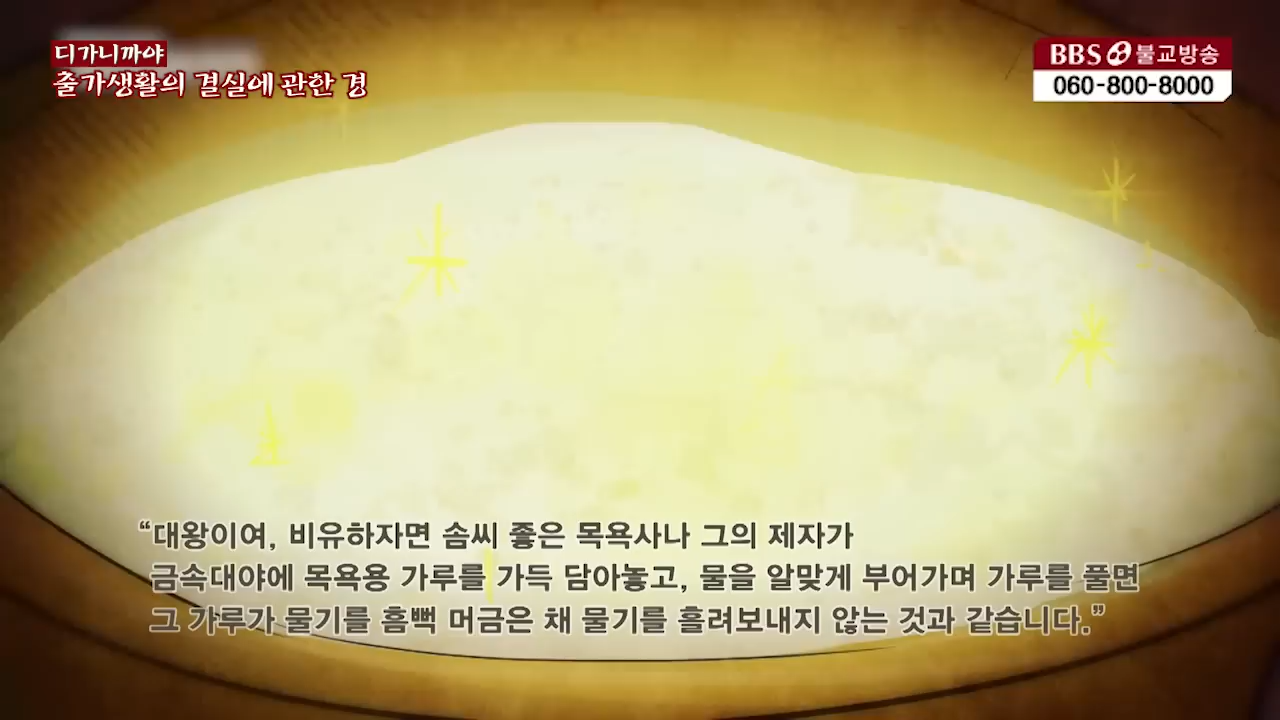 디가니까야
출가생활의 결실에 관한 경
BBS 불교방송
060-800-8000
“대왕이여, 비유하자면 솜씨 좋은 목욕사나 그의 제자가
금속대야에 목욕용 가루를 가득 담아놓고, 물을 알맞게 부어가며 가루를 풀면
그 가루가 물기를 흠뻑 머금은 채 물기를 흘려보내지 않는 것과 같습니다.”